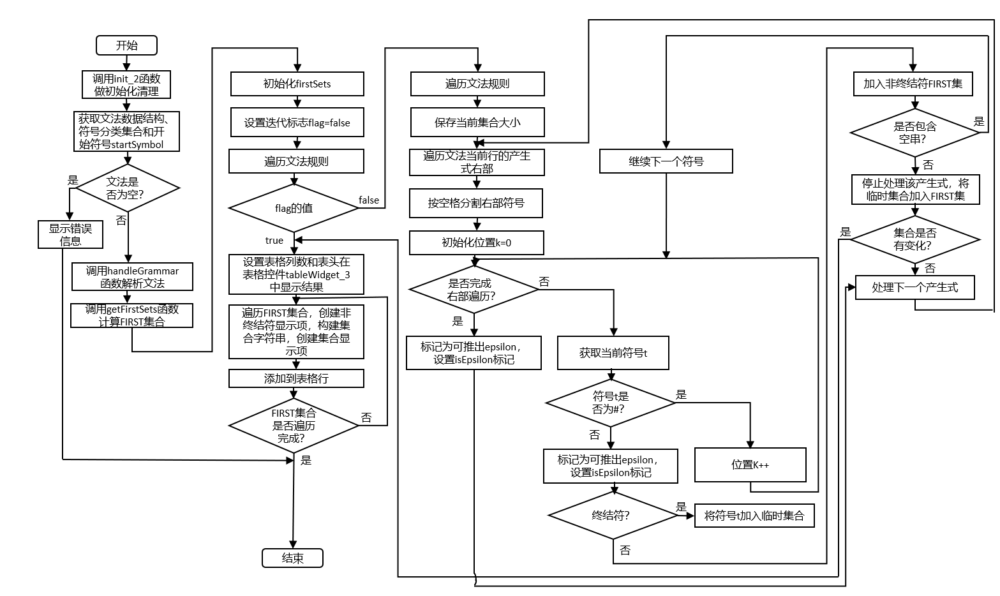 开始
调用init_2函数
做初始化清理
获取文法数据结构、
符号分类集合和开
始符号startSymbol
文法是
否为空?
是
否
显示错误
信息
调用handleGrammar
函数解析文法
调用getFirstSets函数
计算FIRST集合
初始化firstSets
设置迭代标志flag=false
遍历文法规则
flag的值
false
true
设置表格列数和表头在
表格控件tableWidget_3
中显示结果
遍历FIRST集合，创建非
终结符显示项，构建集
合字符串，创建集合显
示项
添加到表格行
FIRST集合
是否遍历
完成?
否
是
结束
遍历文法规则
保存当前集合大小
遍历文法当前行的产生
式右部
按空格分割右部符号
初始化位置k=0
是否完成
右部遍历?
否
是
标记为可推出epsilon，
设置isEpsilon标记
继续下一个符号
获取当前符号t
符号t是
否为#?
是
否
标记为可推出epsilon，
设置isEpsilon标记
位置K++
终结符?
是
将符号t加入临时集合
否
加入非终结符FIRST集
是否包含
空串?
是
否
停止处理该产生式，将
临时集合加入FIRST集
集合是否
有变化?
是
否
处理下一个产生式